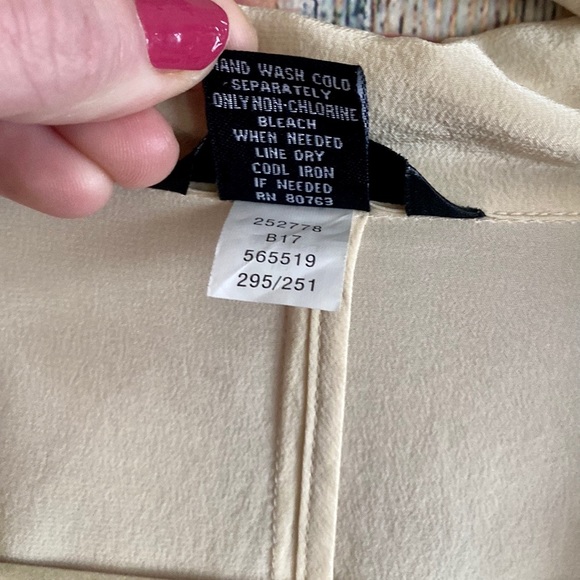 HAND WASH COLD
SEPARATELY
ONLY NON-CHLORINE
BLEACH
WHEN NEEDED
LINE DRY
COOL IRON
IF NEEDED
RN 80763
252778
B17
565519
295/251